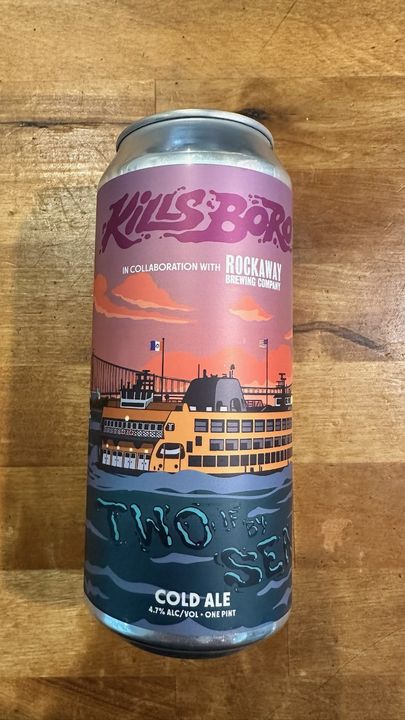 KILLS BORO
IN COLLABORATION WITH ROCKAWAY
BREWING COMPANY
TWO IF BY
SEA
COLD ALE
4.7% ALC/VOL • ONE PINT